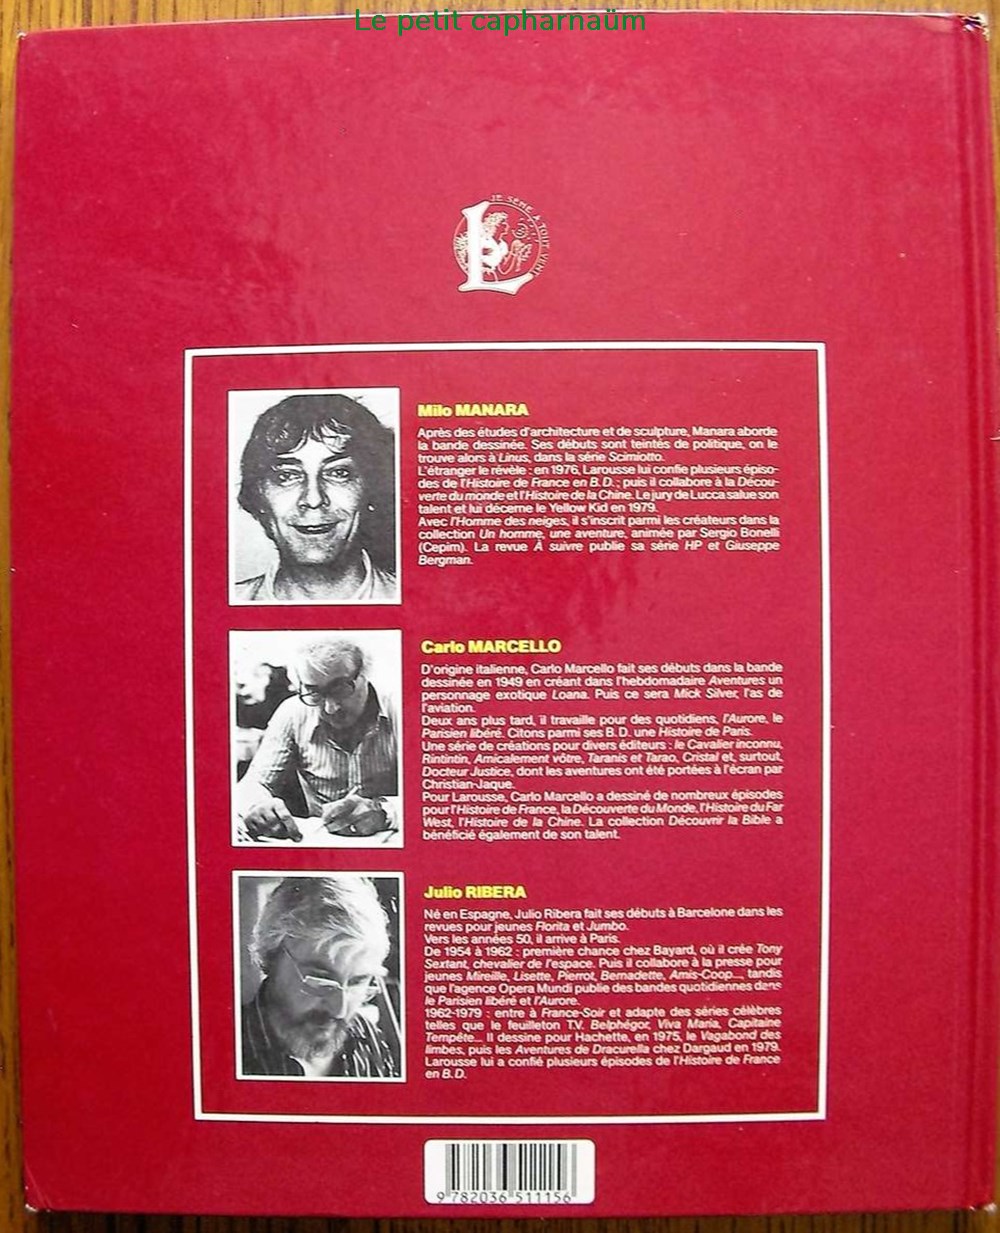 Le petit capharnaüm
JE SÈME À TOUT VENT
L
Milo MANARA
Après des études d'architecture et de sculpture, Manara aborde
la bande dessinée. Ses débuts sont teintés de politique, on le
trouve alors à Linus, dans la série Scimiotto.
L'étranger le révèle : en 1976, Larousse lui confie plusieurs épiso-
des de l'Histoire de France en B.D. ; puis il collabore à la Décou-
verte du monde et l'Histoire de la Chine. Le jury de Lucca salue son
talent et lui décerne le Yellow Kid en 1979.
Avec l'Homme des neiges, il s'inscrit parmi les créateurs dans la
collection Un homme, une aventure, animée par Sergio Bonelli
(Cepim). La revue À suivre publie sa série HP et Giuseppe
Bergman.
Carlo MARCELLO
D'origine italienne, Carlo Marcello fait ses débuts dans la bande
dessinée en 1949 en créant dans l'hebdomadaire Aventures un
personnage exotique Loana. Puis ce sera Mick Silver, l'as de
l'aviation.
Deux ans plus tard, il travaille pour des quotidiens, l'Aurore, le
Parisien libéré. Citons parmi ses B.D. une Histoire de Paris.
Une série de créations pour divers éditeurs : le Cavalier inconnu,
Rintintin, Amicalement vôtre, Taranis et Tarao, Cristal et, surtout,
Docteur Justice, dont les aventures ont été portées à l'écran par
Christian-Jaque.
Pour Larousse, Carlo Marcello a dessiné de nombreux épisodes
pour l'Histoire de France, la Découverte du Monde, l'Histoire du Far
West, l'Histoire de la Chine. La collection Découvrir la Bible a
bénéficié également de son talent.
Julio RIBERA
Né en Espagne, Julio Ribera fait ses débuts à Barcelone dans les
revues pour jeunes Florita et Jumbo.
Vers les années 50, il arrive à Paris.
De 1954 à 1962 : première chance chez Bayard, où il crée Tony
Sextant, chevalier de l'espace. Puis il collabore à la presse pour
jeunes Mireille, Lisette, Pierrot, Bernadette, Amis-Coop..., tandis
que l'agence Opera Mundi publie des bandes quotidiennes dans
le Parisien libéré et l'Aurore.
1962-1979 : entre à France-Soir et adapte des séries célèbres
telles que le feuilleton T.V. Belphégor, Viva Maria, Capitaine
Tempête... Il dessine pour Hachette, en 1975, le Vagabond des
limbes, puis les Aventures de Dracurella chez Dargaud en 1979.
Larousse lui a confié plusieurs épisodes de l'Histoire de France
en B.D.
9 782036 511156